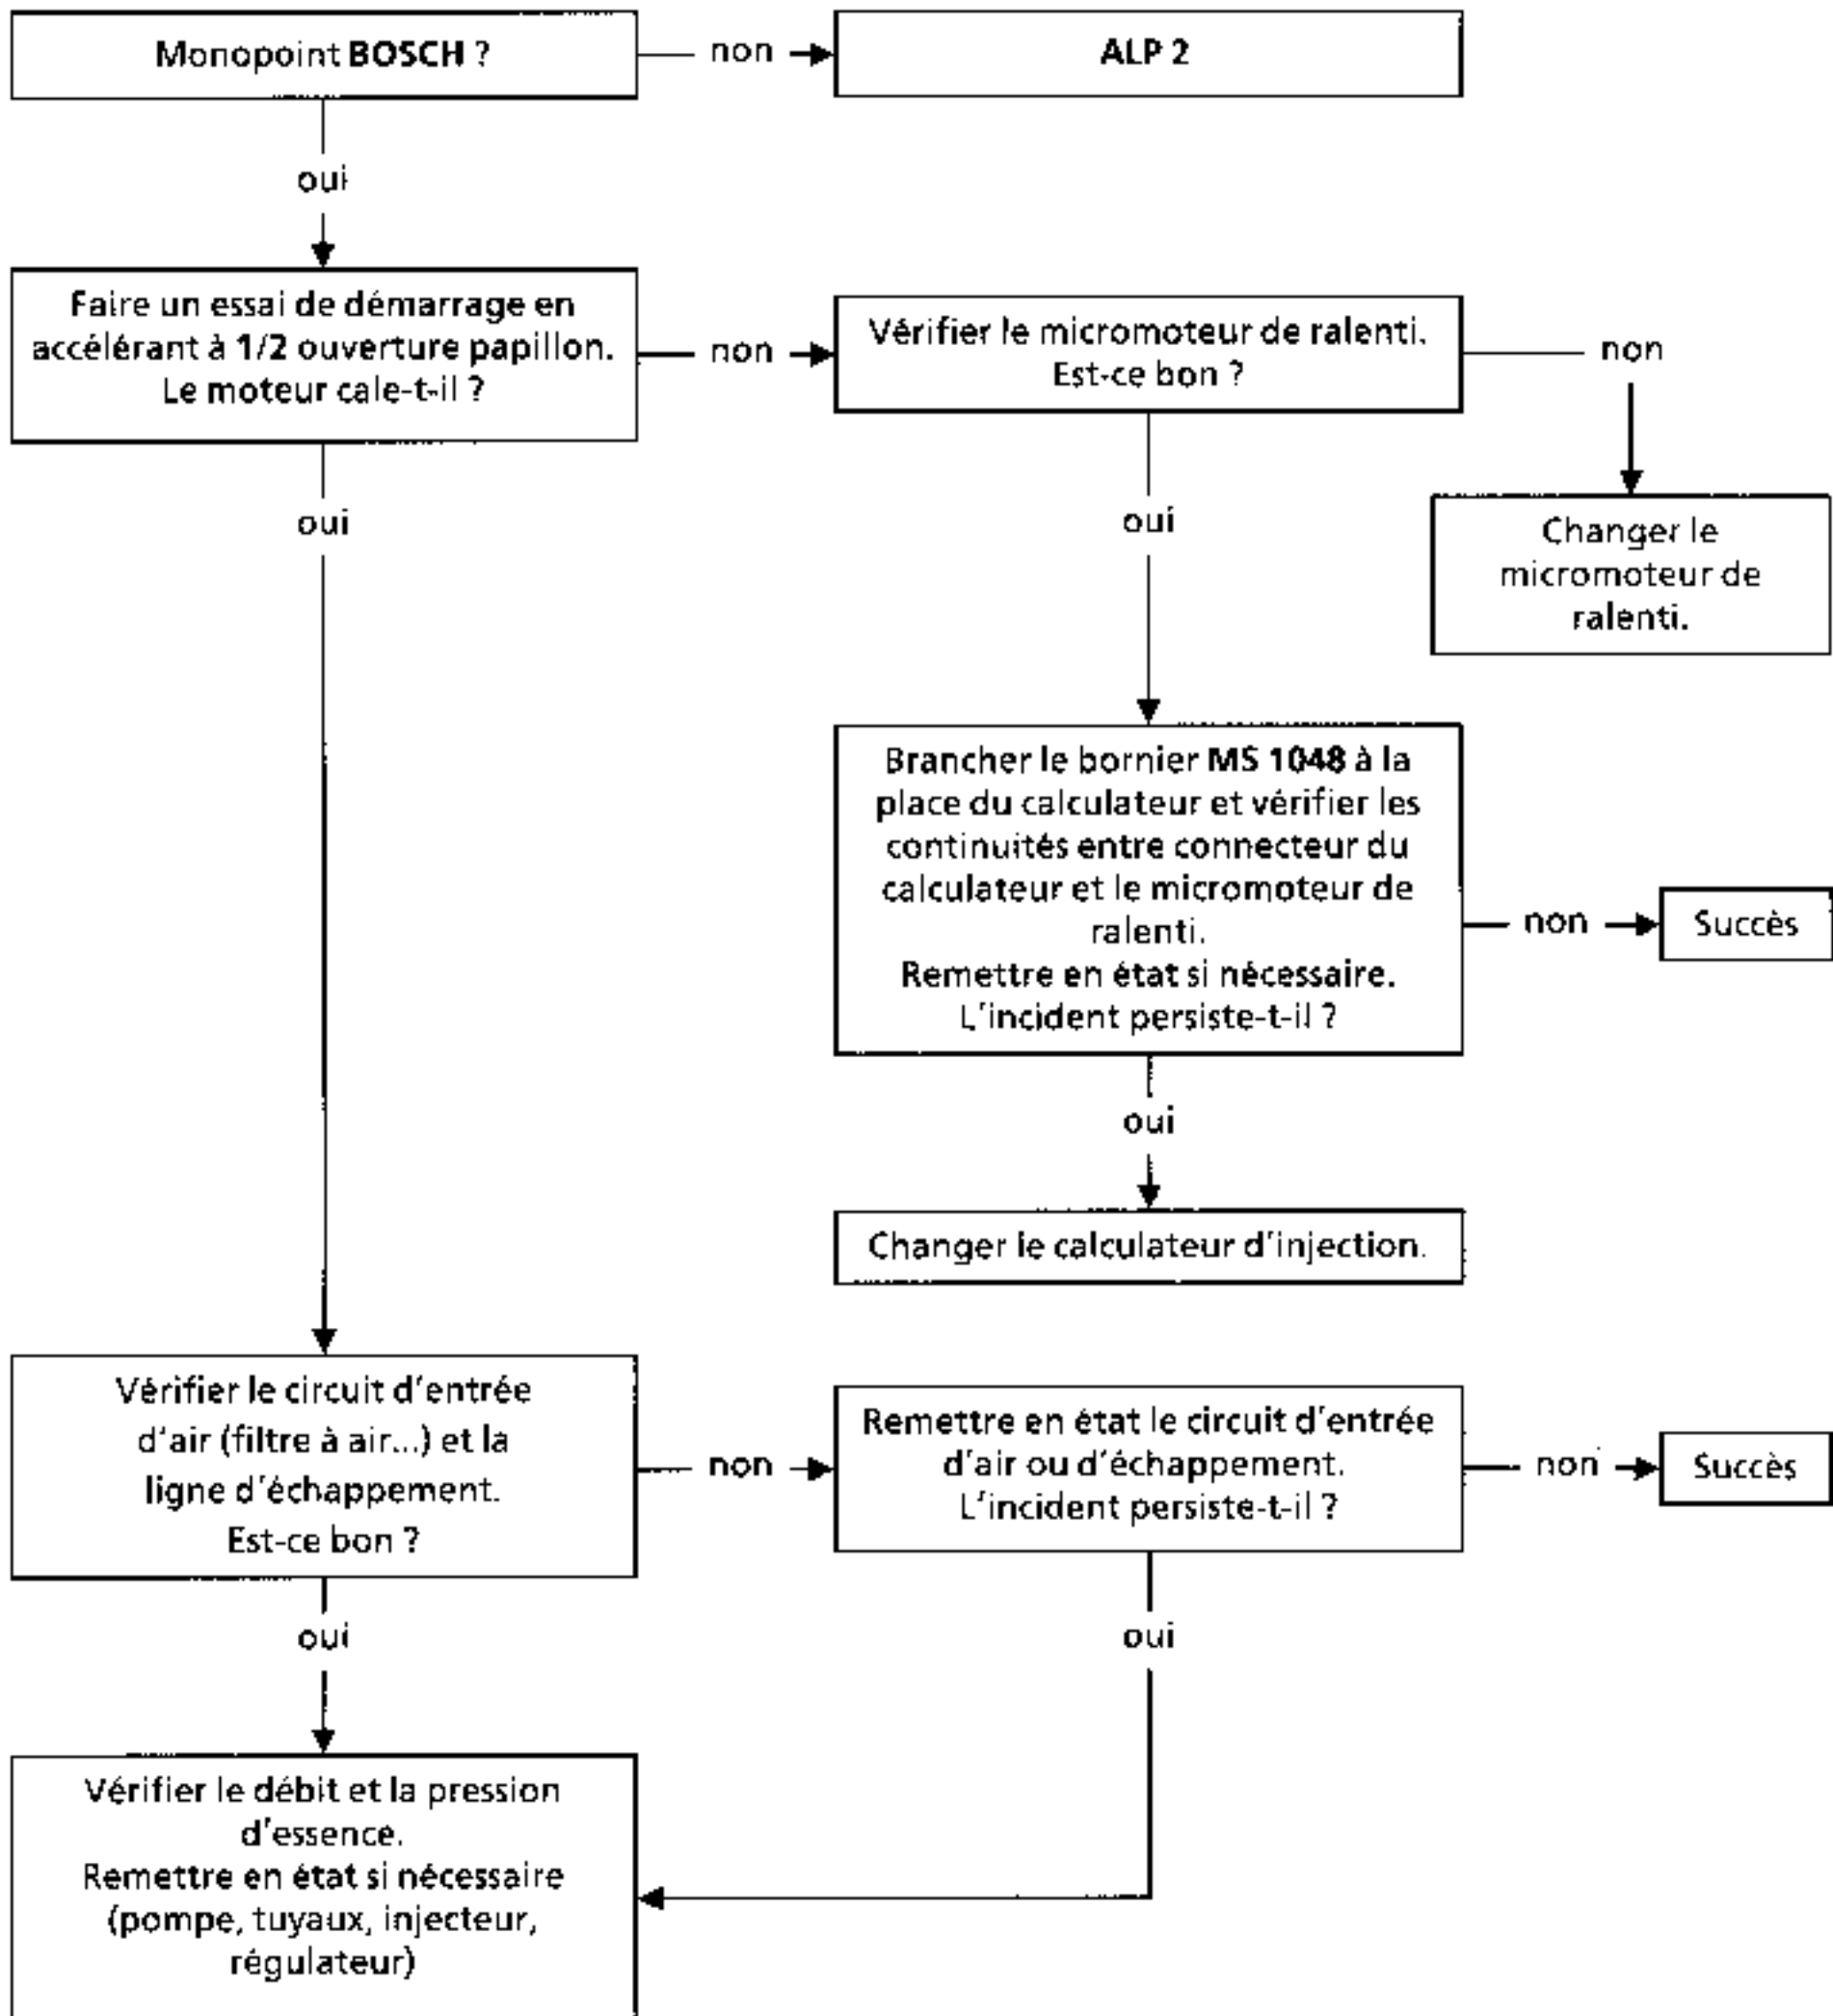 Monopoint BOSCH ?
non
ALP 2
oui
Faire un essai de démarrage en
accélérant à 1/2 ouverture papillon.
Le moteur cale-t-il ?
non
Vérifier le micromoteur de ralenti.
Est-ce bon ?
non
oui
oui
Changer le
micromoteur de
ralenti.
Brancher le bornier MS 1048 à la
place du calculateur et vérifier les
continuités entre connecteur du
calculateur et le micromoteur de
ralenti.
Remettre en état si nécessaire.
L'incident persiste-t-il ?
non
Succès
oui
Changer le calculateur d'injection.
Vérifier le circuit d'entrée
d'air (filtre à air...) et la
ligne d'échappement.
Est-ce bon ?
non
Remettre en état le circuit d'entrée
d'air ou d'échappement.
L'incident persiste-t-il ?
non
Succès
oui
oui
Vérifier le débit et la pression
d'essence.
Remettre en état si nécessaire
(pompe, tuyaux, injecteur,
régulateur)